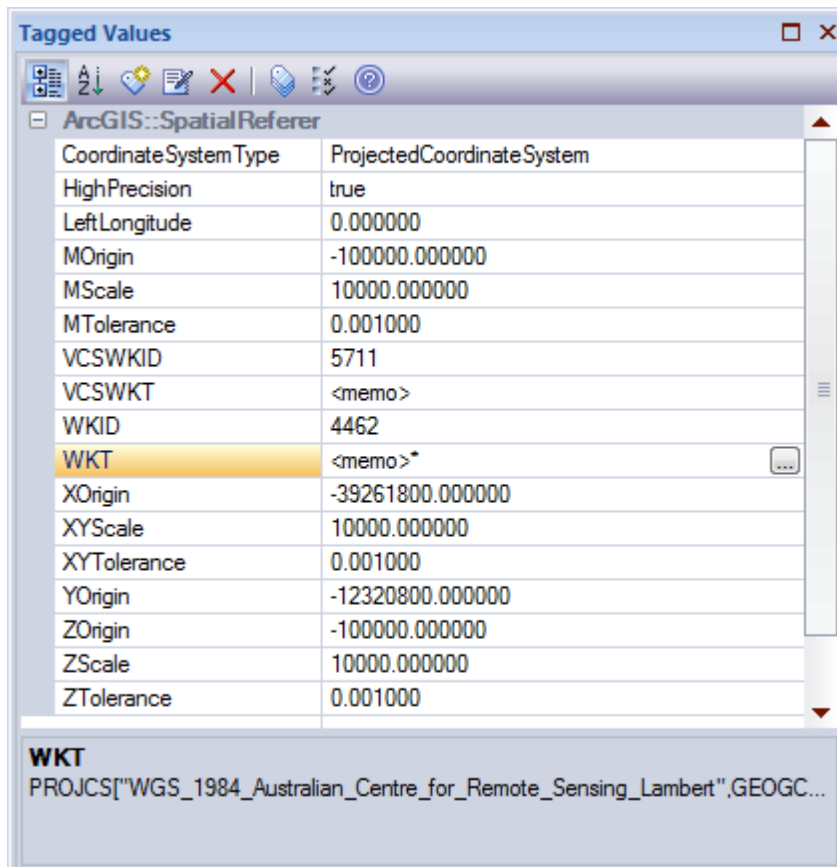 Tagged Values
ArcGIS::SpatialReferer
CoordinateSystemType ProjectedCoordinateSystem
HighPrecision true
LeftLongitude 0.000000
MOrigin -100000.000000
MScale 10000.000000
MTolerance 0.001000
VCSWKID 5711
VCSWKT <memo>
WKID 4462
WKT <memo>* ...
XOrigin -39261800.000000
XYScale 10000.000000
XYTolerance 0.001000
YOrigin -12320800.000000
ZOrigin -100000.000000
ZScale 10000.000000
ZTolerance 0.001000
WKT
PROJCS["WGS_1984_Australian_Centre_for_Remote_Sensing_Lambert",GEOGC...